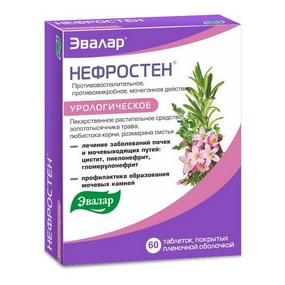 Эвалар®
НЕФРОСТЕН®
Противовоспалительное,
противомикробное, мочегонное действие
УРОЛОГИЧЕСКОЕ
Лекарственное растительное средство
золототысячника трава,
любистока корни, розмарина листья
• лечение заболеваний почек
и мочевыводящих путей:
цистит, пиелонефрит,
гломерулонефрит
• профилактика образования
мочевых камней
Эвалар
60 таблеток, покрытых
пленочной оболочкой